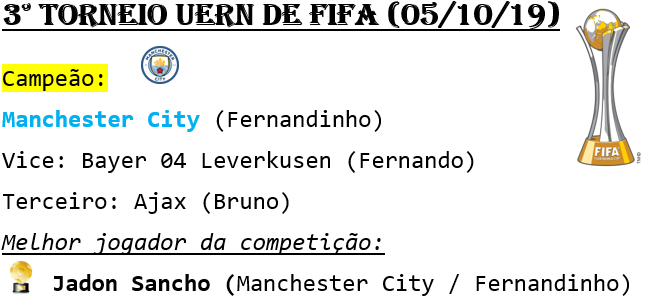 3º TORNEIO UERN DE FIFA (05/10/19)
Campeão:
Manchester City (Fernandinho)
Vice: Bayer 04 Leverkusen (Fernando)
Terceiro: Ajax (Bruno)
Melhor jogador da competição:
Jadon Sancho (Manchester City / Fernandinho)
MANCHESTER
CITY
FIFA